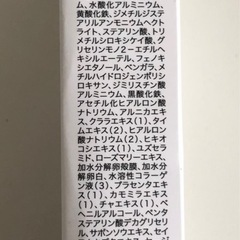 ム、水酸化アルミニウム、
黄酸化鉄、ジメチルジステ
アリルアンモニウムヘクト
ライト、ステアリン酸、トリ
メチルシロキシケイ酸、グ
リセリンモノ2-エチルヘ
キシルエーテル、フェノキ
シエタノール、ベンガラ、メ
チルハイドロジェンポリシ
ロキサン、ジミリスチン酸
アルミニウム、黒酸化鉄、
アセチル化ヒアルロン酸
ナトリウム、アルニカエキ
ス、クララエキス(1)、タ
イムエキス(2)、ヒアルロ
ン酸ナトリウム(2)、ヒキオ
コシエキス(1)、ユズセラ
ミド、ローズマリーエキス、
加水分解卵殻膜、加水分
解卵白、水溶性コラーゲ
ン液(3)、プラセンタエキス
(1)、カモミラエキス(1)、
チャエキス(1)、ベ
ヘニルアルコール、ペンタ
ステアリン酸デカグリセリ
ル、サボンソウエキス、セイ